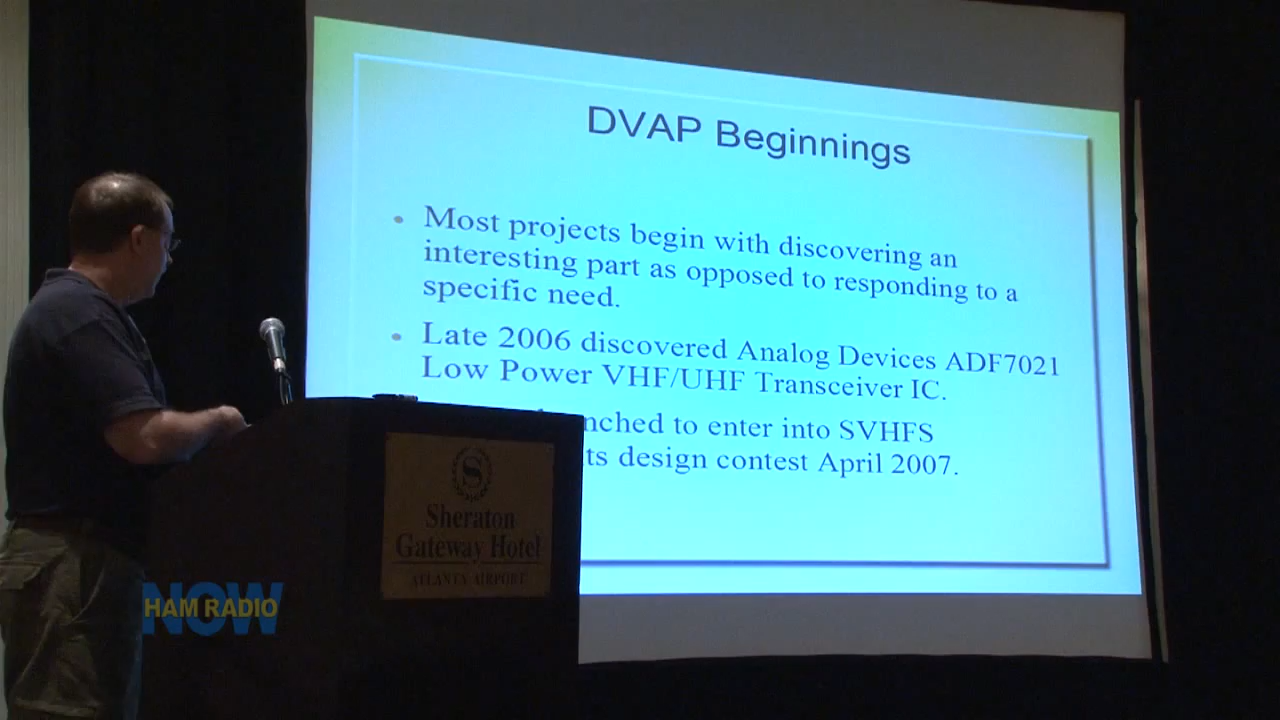 DVAP Beginnings
• Most projects begin with discovering an
interesting part as opposed to responding to a
specific need.
• Late 2006 discovered Analog Devices ADF7021
Low Power VHF/UHF Transceiver IC.
nched to enter into SVHFS
ts design contest April 2007.
S
Sheraton
Gateway Hotel
ATLANTA AIRPORT
NOW
HAM RADIO